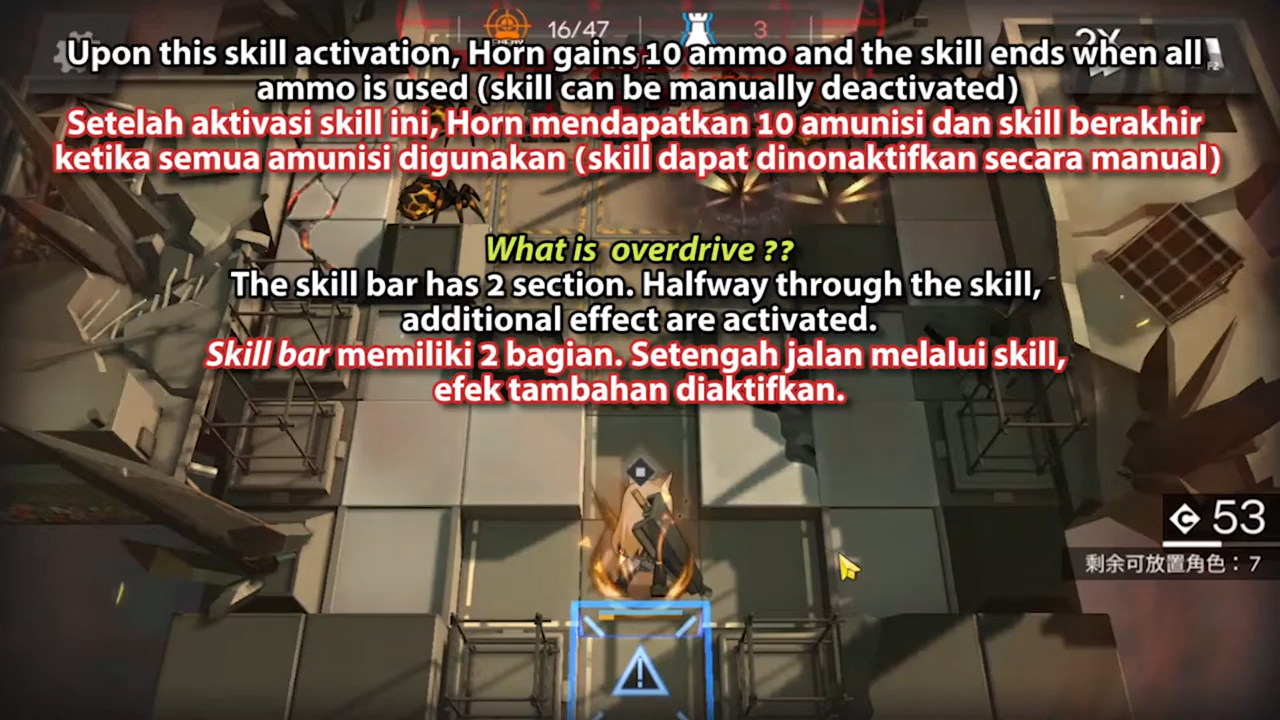 16/47
3
2X
F2
Upon this skill activation, Horn gains 10 ammo and the skill ends when all
ammo is used (skill can be manually deactivated)
Setelah aktivasi skill ini, Horn mendapatkan 10 amunisi dan skill berakhir
ketika semua amunisi digunakan (skill dapat dinonaktifkan secara manual)
What is overdrive ??
The skill bar has 2 section. Halfway through the skill,
additional effect are activated.
Skill bar memiliki 2 bagian. Setengah jalan melalui skill,
efek tambahan diaktifkan.
53
剩余可放置角色：7